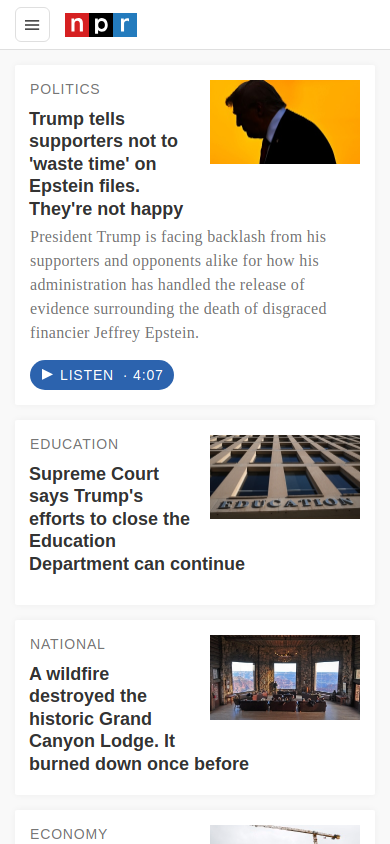 npr
POLITICS
Trump tells
supporters not to
'waste time' on
Epstein files.
They're not happy
President Trump is facing backlash from his
supporters and opponents alike for how his
administration has handled the release of
evidence surrounding the death of disgraced
financier Jeffrey Epstein.
LISTEN · 4:07
EDUCATION
Supreme Court
says Trump's
efforts to close the
Education
Department can continue
EDUCATION
NATIONAL
A wildfire
destroyed the
historic Grand
Canyon Lodge. It
burned down once before
ECONOMY